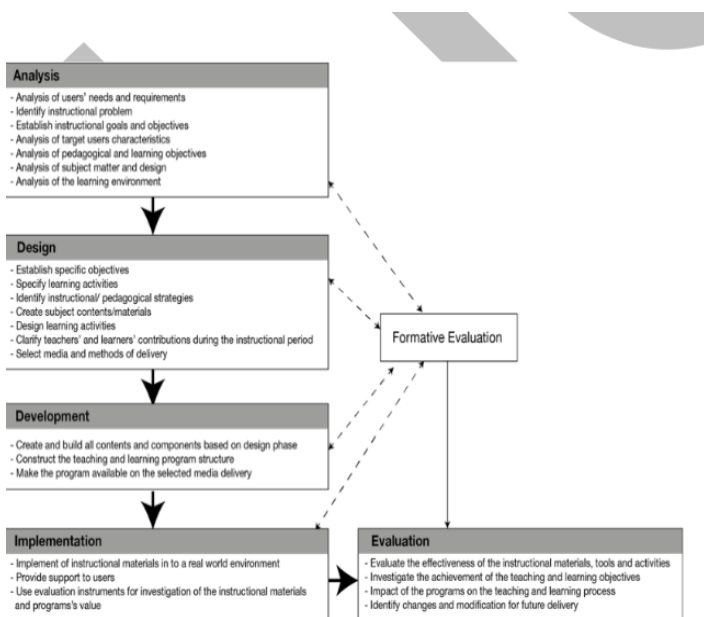 Analysis
- Analysis of users' needs and requirements
- Identify instructional problem
- Establish instructional goals and objectives
- Analysis of target users characteristics
- Analysis of pedagogical and learning objectives
- Analysis of subject matter and design
- Analysis of the learning environment
Design
- Establish specific objectives
- Specify learning activities
- Identify instructional/ pedagogical strategies
- Create subject contents/materials
- Design learning activities
- Clarify teachers' and learners' contributions during the instructional period
- Select media and methods of delivery
Formative Evaluation
Development
- Create and build all contents and components based on design phase
- Construct the teaching and learning program structure
- Make the program available on the selected media delivery
Implementation
- Implement of instructional materials in to a real world environment
- Provide support to users
- Use evaluation instruments for investigation of the instructional materials
and programs's value
Evaluation
- Evaluate the effectiveness of the instructional materials, tools and activities
- Investigate the achievement of the teaching and learning objectives
- Impact of the programs on the teaching and learning process
- Identify changes and modification for future delivery